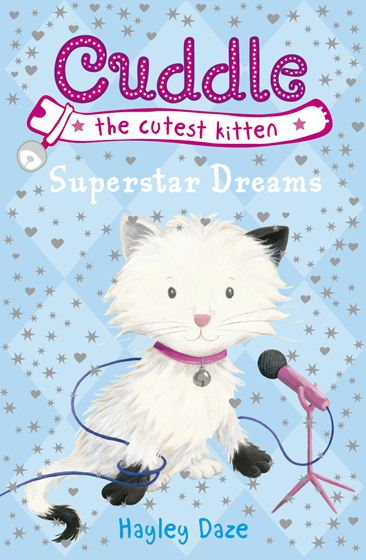 Cuddle
the cutest kitten
Superstar Dreams
Hayley Daze